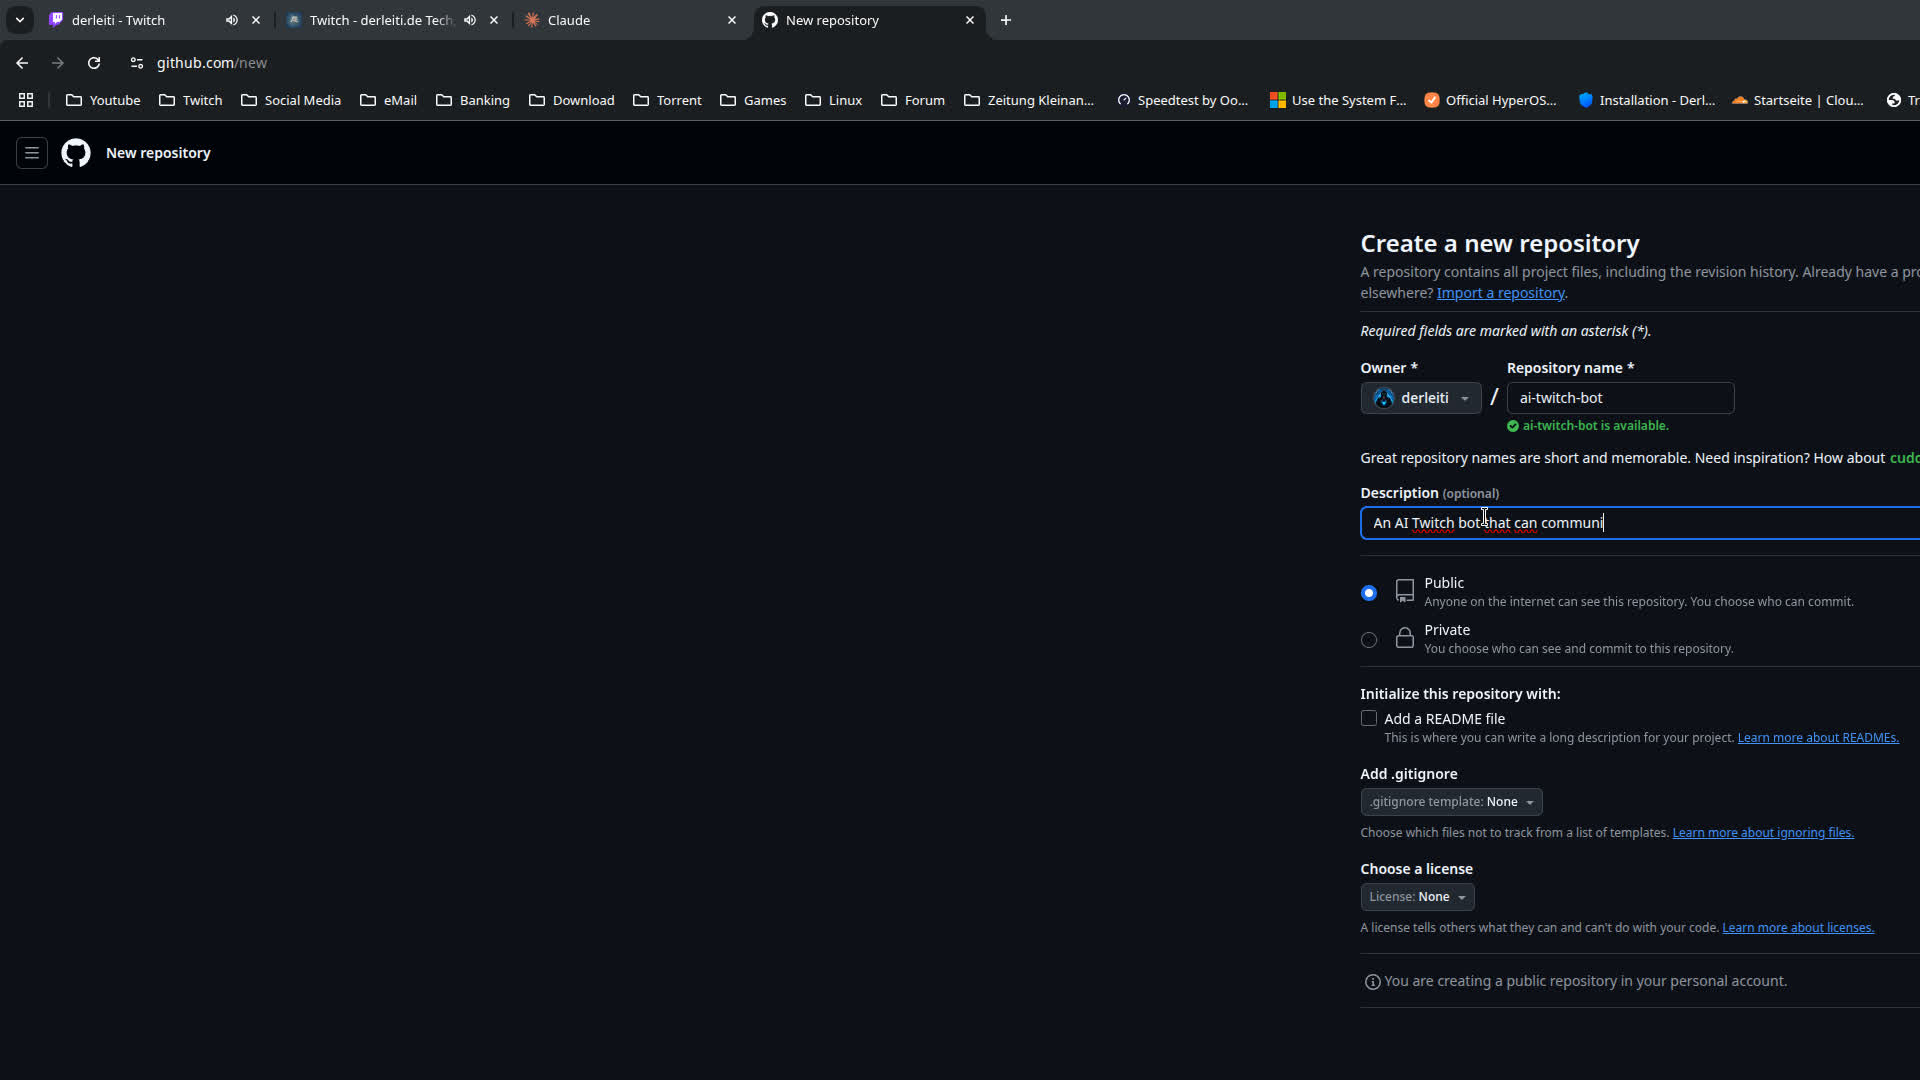 derleiti - Twitch
Twitch - derleiti.de Tech
Claude
New repository
github.com/new
Youtube
Twitch
Social Media
eMail
Banking
Download
Torrent
Games
Linux
Forum
Zeitung Kleinan...
Speedtest by Oo...
Use the System F...
Official HyperOS...
Installation - Derl...
Startseite | Clou...
Tr
New repository
Create a new repository
A repository contains all project files, including the revision history. Already have a pro
elsewhere? Import a repository.
Required fields are marked with an asterisk (*).
Owner *
Repository name *
derleiti
/
ai-twitch-bot
ai-twitch-bot is available.
Great repository names are short and memorable. Need inspiration? How about cudd
Description (optional)
An AI Twitch bot that can communi
Public
Anyone on the internet can see this repository. You choose who can commit.
Private
You choose who can see and commit to this repository.
Initialize this repository with:
Add a README file
This is where you can write a long description for your project. Learn more about READMEs.
Add .gitignore
.gitignore template: None
Choose which files not to track from a list of templates. Learn more about ignoring files.
Choose a license
License: None
A license tells others what they can and can't do with your code. Learn more about licenses.
You are creating a public repository in your personal account.